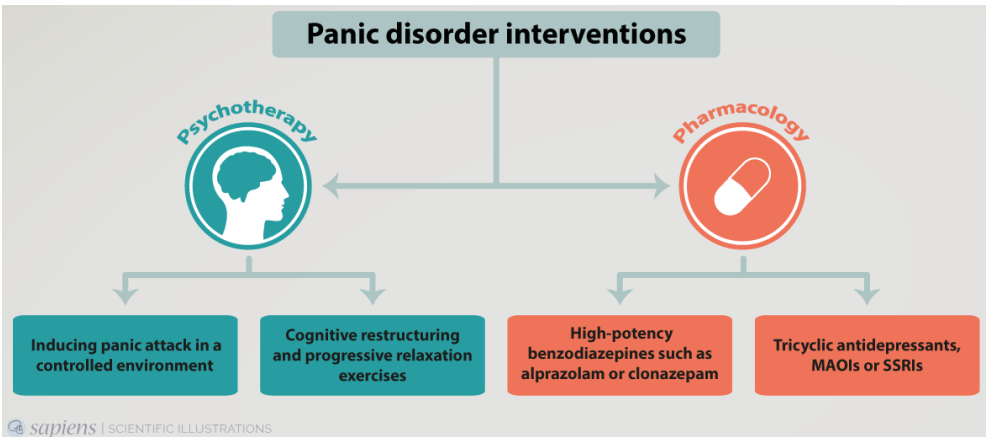 Panic disorder interventions
Psychotherapy
Pharmacology
Inducing panic attack in a
controlled environment
Cognitive restructuring
and progressive relaxation
exercises
High-potency
benzodiazepines such as
alprazolam or clonazepam
Tricyclic antidepressants,
MAOIs or SSRIs
sapiens | SCIENTIFIC ILLUSTRATIONS